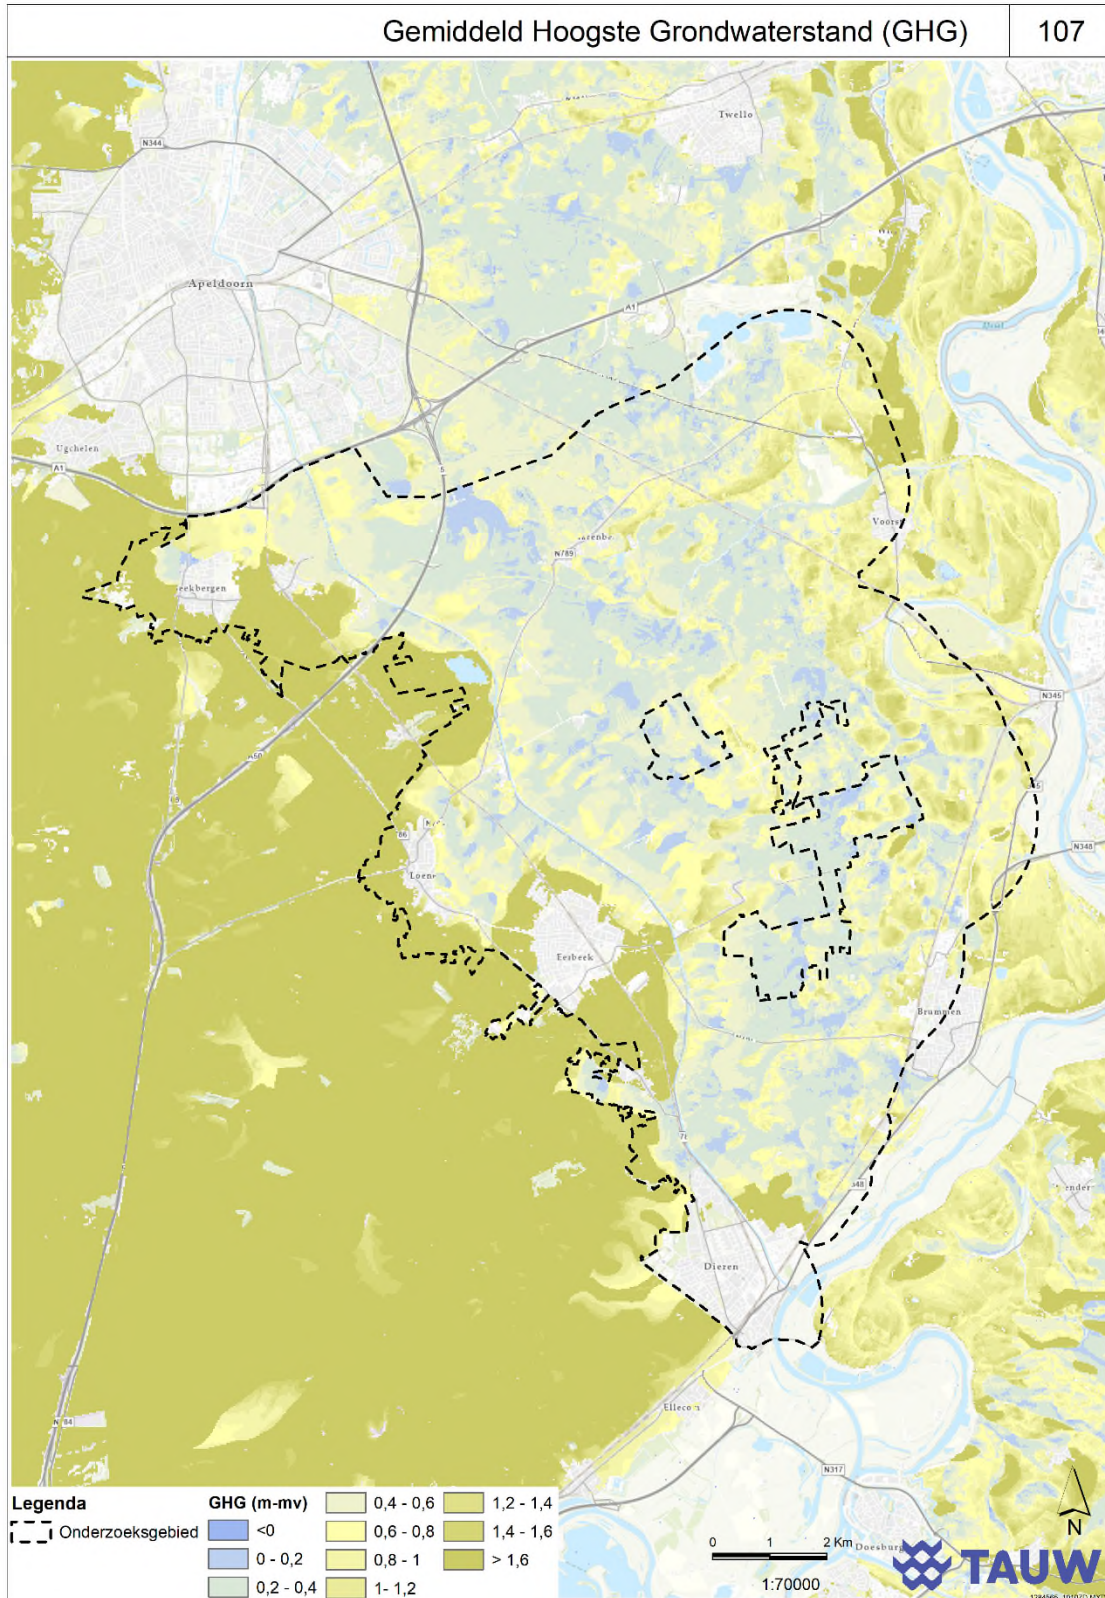 Gemiddeld Hoogste Grondwaterstand (GHG)
107
N344
Twello
Apeldoorn
A1
Ugchelen
A1
Voorst
N789
N345
N348
Loenen
Eerbeek
Brummen
Dieren
Ellecom
N317
Doesburg
Legenda
Onderzoeksgebied
GHG (m-mv)
<0
0 - 0,2
0,2 - 0,4
0,4 - 0,6
0,6 - 0,8
0,8 - 1
1- 1,2
1,2 - 1,4
1,4 - 1,6
> 1,6
0 1 2 Km
1:70000
N
TAUW